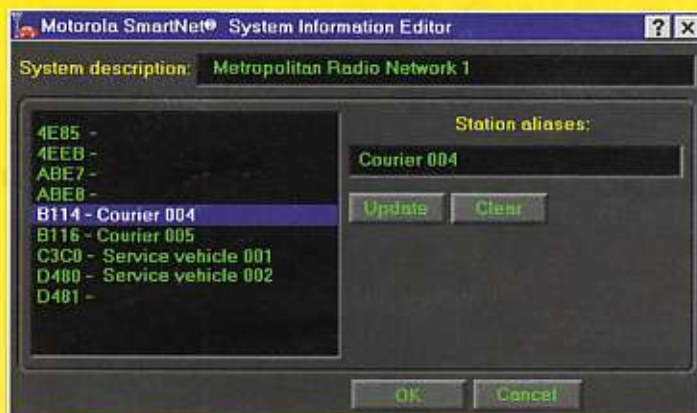 Motorola SmartNet® System Information Editor
System description: Metropolitan Radio Network 1
4E85 -
4EEB -
ABE7 -
ABE8 -
B114 - Courier 004
B116 - Courier 005
C3C0 - Service vehicle 001
D480 - Service vehicle 002
D481 -
Station aliases:
Courier 004
Update Clear
OK Cancel